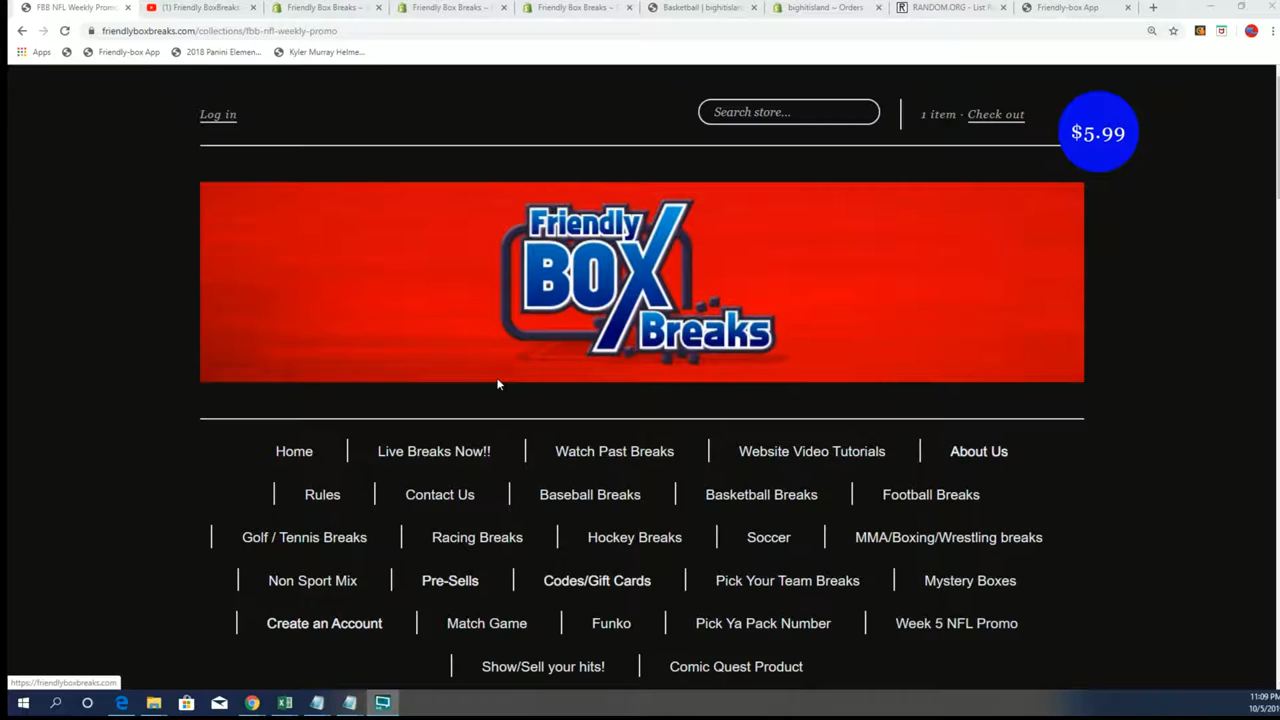 FBB NFL Weekly Promo
(1) Friendly BoxBreaks
Friendly Box Breaks –
Friendly Box Breaks –
Friendly Box Breaks –
Basketball | bighitisland
bighitisland ~ Orders
RANDOM.ORG - List
Friendly-box App
friendlyboxbreaks.com/collections/fbb-nfl-weekly-promo
Apps
Friendly-box App
2018 Panini Elemen...
Kyler Murray Helme...
Log in
Search store...
1 item - Check out
$5.99
Friendly
BOX
Breaks
Home
Live Breaks Now!!
Watch Past Breaks
Website Video Tutorials
About Us
Rules
Contact Us
Baseball Breaks
Basketball Breaks
Football Breaks
Golf / Tennis Breaks
Racing Breaks
Hockey Breaks
Soccer
MMA/Boxing/Wrestling breaks
Non Sport Mix
Pre-Sells
Codes/Gift Cards
Pick Your Team Breaks
Mystery Boxes
Create an Account
Match Game
Funko
Pick Ya Pack Number
Week 5 NFL Promo
Show/Sell your hits!
Comic Quest Product
https://friendlyboxbreaks.com
11:09 PM
10/5/201